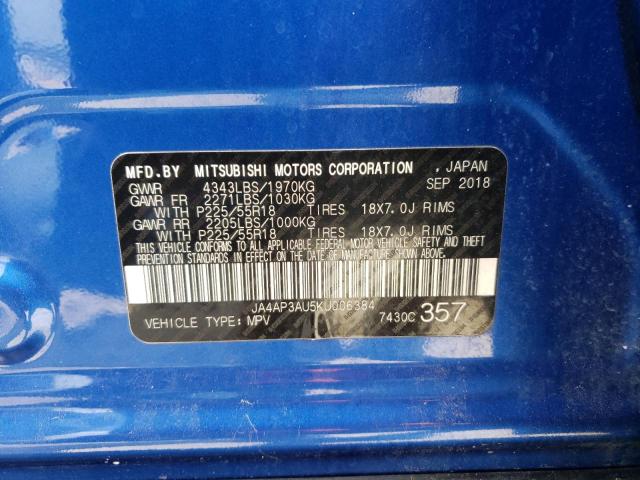 MFD.BY MITSUBISHI MOTORS CORPORATION , JAPAN
GVWR 4343LBS/1970KG SEP 2018
GAWR FR 2271LBS/1030KG
WITH P225/55R18 TIRES 18X7.0J RIMS
GAWR RR 2205LBS/1000KG
WITH P225/55R18 TIRES 18X7.0J RIMS
THIS VEHICLE CONFORMS TO ALL APPLICABLE FEDERAL MOTOR VEHICLE SAFETY AND THEFT
PREVENTION STANDARDS IN EFFECT ON THE DATE OF MANUFACTURE SHOWN ABOVE.
JA4AP3AU5KU006384
VEHICLE TYPE: MPV 7430C 357